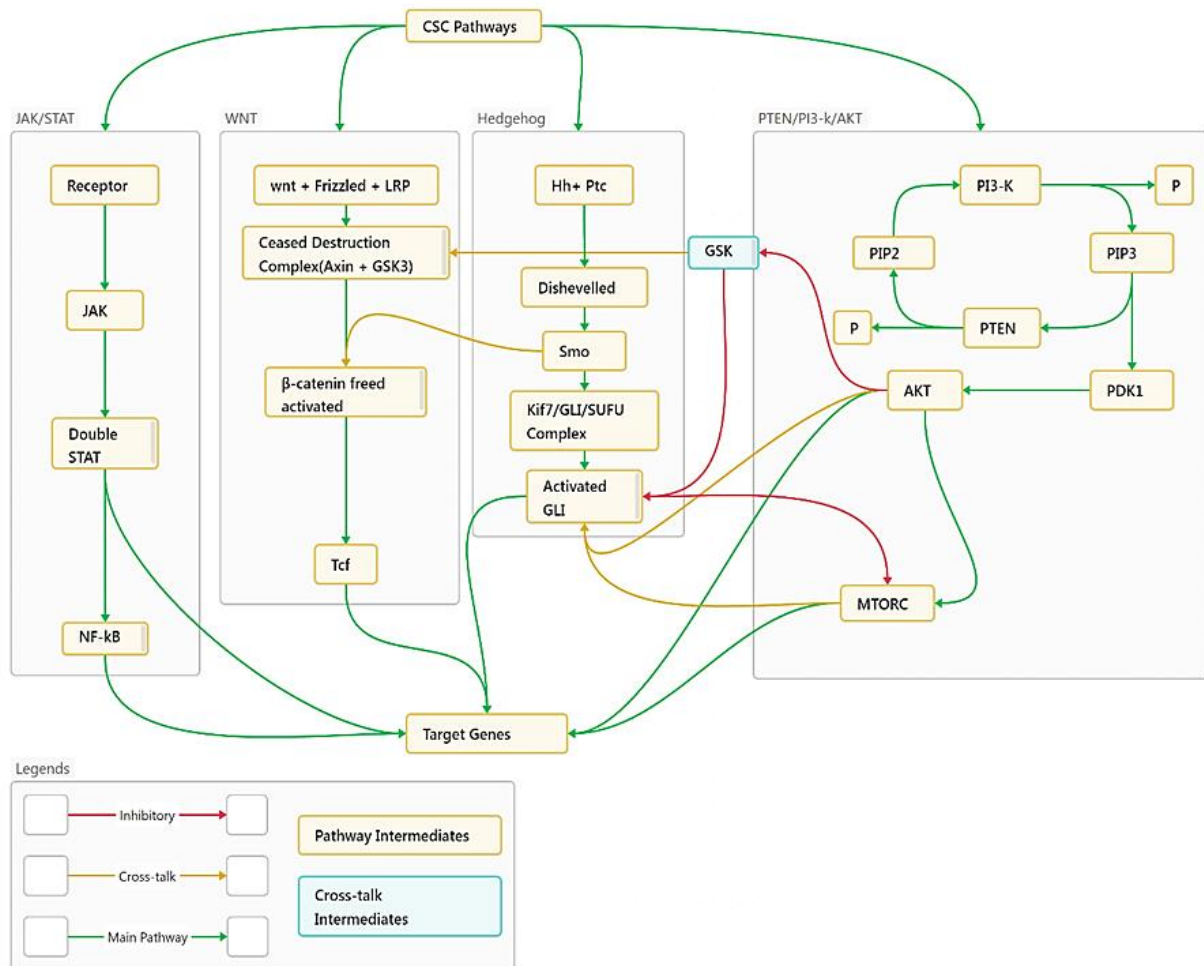 CSC Pathways
JAK/STAT
Receptor
JAK
Double
STAT
NF-kB
WNT
wnt + Frizzled + LRP
Ceased Destruction
Complex(Axin + GSK3)
β-catenin freed
activated
Tcf
Hedgehog
Hh+ Ptc
Dishevelled
Smo
Kif7/GLI/SUFU
Complex
Activated
GLI
GSK
PTEN/PI3-k/AKT
PI3-K
P
PIP2
PIP3
P
PTEN
AKT
PDK1
MTORC
Target Genes
Legends
Inhibitory
Cross-talk
Main Pathway
Pathway Intermediates
Cross-talk
Intermediates